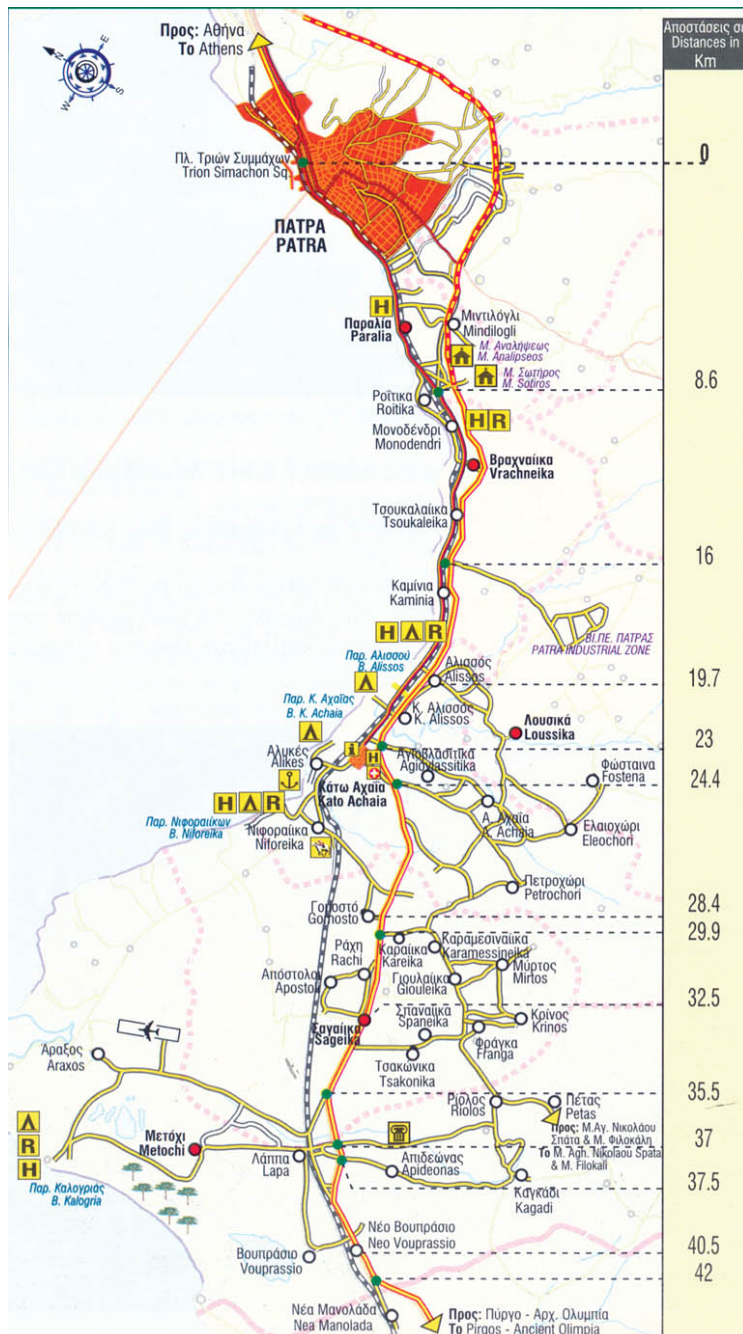 Προς: Αθήνα
To Athens
Αποστάσεις σε
Distances in
Km
N
E
W
S
0
Πλ. Τριών Συμμάχων
Trion Simachon Sq.
ΠΑΤΡΑ
PATRA
H
Παραλία
Paralia
Μιντιλόγλι
Mindilogli
Μ. Αναλήψεως
M. Analipseos
Μ. Σωτήρος
M. Sotiros
8.6
Ροΐτικα
Roitika
H R
Μονοδένδρι
Monodendri
Βραχναίικα
Vrachneika
Τσουκαλαίικα
Tsoukaleika
16
Καμίνια
Kaminia
ΒΙ.ΠΕ. ΠΑΤΡΑΣ
PATRA INDUSTRIAL ZONE
H R
Παρ. Αλισσού
B. Alissos
Αλισσός
Alissos
19.7
Παρ. Κ. Αχαΐας
B. K. Achaia
Κ. Αλισσός
K. Alissos
Λουσικά
Loussika
23
Αλυκές
Alikes
i
H
Αγιοβλασίτικα
Agiovlassitika
Φώσταινα
Fostena
24.4
Κάτω Αχαΐα
Kato Achaia
H R
Παρ. Νιφοραιίκων
B. Niforeika
Α. Αχαΐα
A. Achaia
Ελαιοχώρι
Eleochori
Νιφοραίικα
Niforeika
Πετροχώρι
Petrochori
Γομοστό
Gomosto
28.4
29.9
Ράχη
Rachi
Καραίικα
Kareika
Καραμεσιναίικα
Karamessineika
Απόστολοι
Apostoli
Γιουλαίικα
Giouleika
Μύρτος
Mirtos
32.5
Σαγαίικα
Sageika
Σπαναίικα
Spaneika
Κρίνος
Krinos
Φράγκα
Franga
Άραξος
Araxos
Τσακώνικα
Tsakonika
35.5
Ριόλος
Riolos
Πέτας
Petas
R
H
Μετόχι
Metochi
Προς: Μ.Αγ. Νικολάου
Σπάτα & Μ. Φιλοκάλη
To M. Agh. Nikolaou Spata
& M. Filokali
37
Λάππα
Lapa
Απιδεώνας
Apideonas
37.5
Παρ. Καλογριάς
B. Kalogria
Καγκάδι
Kagadi
Νέο Βουπράσιο
Neo Vouprassio
Βουπράσιο
Vouprassio
40.5
42
Νέα Μανολάδα
Nea Manolada
Προς: Πύργο - Αρχ. Ολυμπία
To Pirgos - Ancient Olimpia